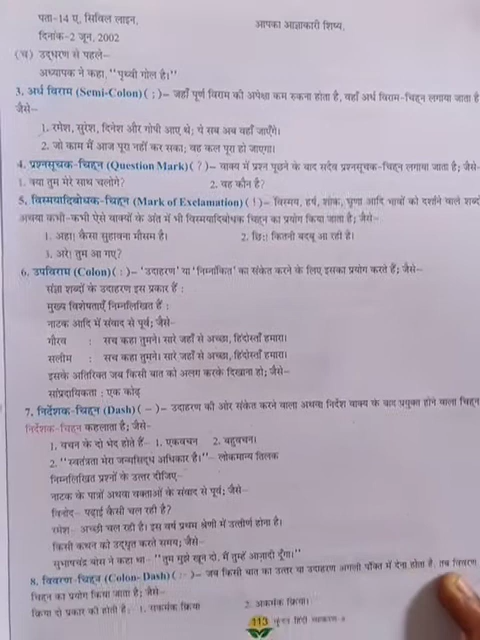 पता-14 ए, सिविल लाइन, आपका आज्ञाकारी शिष्य,
दिनांक-2 जून, 2002
(च) उद्धरण से पहले–
अध्यापक ने कहा, "पृथ्वी गोल है।"
3. अर्ध विराम (Semi-Colon) ( ; )– जहाँ पूर्ण विराम की अपेक्षा कम रुकना होता है, वहाँ अर्ध विराम-चिह्न लगाया जाता है
जैसे–
1. रमेश, सुरेश, दिनेश और गोपी आए थे; ये सब अब वहाँ जाएँगे।
2. जो काम मैं आज पूरा नहीं कर सका; वह कल पूरा हो जाएगा।
4. प्रश्नसूचक-चिह्न (Question Mark) ( ? )– वाक्य में प्रश्न पूछने के बाद सदैव प्रश्नसूचक-चिह्न लगाया जाता है; जैसे-
1. क्या तुम मेरे साथ चलोगे? 2. वह कौन है?
5. विस्मयादिबोधक-चिह्न (Mark of Exclamation) ( ! )– विस्मय, हर्ष, शोक, घृणा आदि भावों को दर्शाने वाले शब्दों
अथवा कभी-कभी ऐसे वाक्यों के अंत में भी विस्मयादिबोधक चिह्न का प्रयोग किया जाता है; जैसे–
1. अहा! कैसा सुहावना मौसम है। 2. छिः! कितनी बदबू आ रही है।
3. अरे! तुम आ गए?
6. उपविराम (Colon) ( : )– 'उदाहरण' या 'निम्नांकित' का संकेत करने के लिए इसका प्रयोग करते हैं; जैसे–
संज्ञा शब्दों के उदाहरण इस प्रकार हैं :
मुख्य विशेषताएँ निम्नलिखित हैं :
नाटक आदि में संवाद से पूर्व; जैसे–
गौरव : सच कहा तुमने। सारे जहाँ से अच्छा, हिंदोस्ताँ हमारा।
सलीम : सच कहा तुमने। सारे जहाँ से अच्छा, हिंदोस्ताँ हमारा।
इसके अतिरिक्त जब किसी बात को अलग करके दिखाना हो; जैसे–
सांप्रदायिकता : एक कोढ़
7. निर्देशक-चिह्न (Dash) ( – )– उदाहरण की ओर संकेत करने वाला अथवा निर्देश वाक्य के बाद प्रयुक्त होने वाला चिह्न
निर्देशक-चिह्न कहलाता है; जैसे–
1. वचन के दो भेद होते हैं– 1. एकवचन 2. बहुवचन।
2. "स्वतंत्रता मेरा जन्मसिद्ध अधिकार है।"– लोकमान्य तिलक
निम्नलिखित प्रश्नों के उत्तर दीजिए–
नाटक के पात्रों अथवा वक्ताओं के संवाद से पूर्व; जैसे–
विनोद– पढ़ाई कैसी चल रही है?
रमेश– अच्छी चल रही है। इस वर्ष प्रथम श्रेणी में उत्तीर्ण होना है।
किसी कथन को उद्धृत करते समय; जैसे–
सुभाषचंद्र बोस ने कहा था– "तुम मुझे खून दो, मैं तुम्हें आज़ादी दूँगा।"
8. विवरण-चिह्न (Colon-Dash) ( :– )– जब किसी बात का उत्तर या उदाहरण अगली पंक्ति में देना होता है, तब विवरण
चिह्न का प्रयोग किया जाता है; जैसे–
क्रिया दो प्रकार की होती है : 1. सकर्मक क्रिया 2. अकर्मक क्रिया।
113 हिंदी व्याकरण